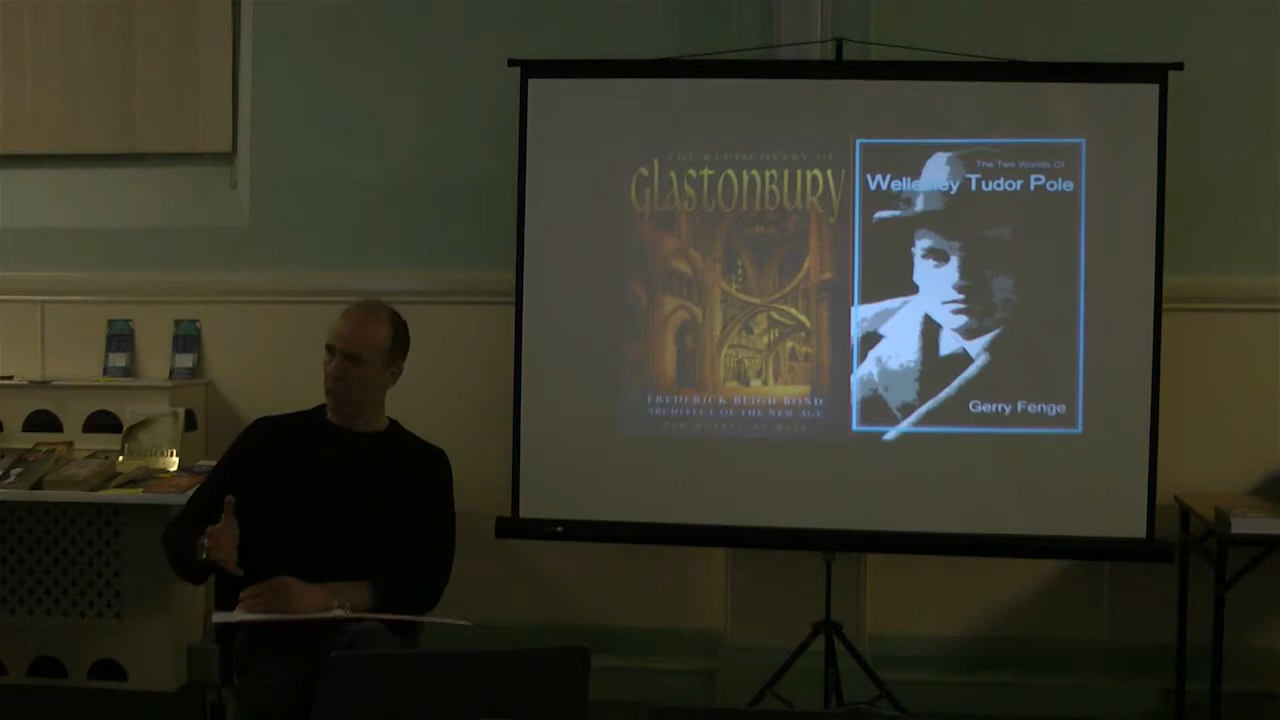 THE REDISCOVERY OF
GLASTONBURY
FREDERICK BLIGH BOND
ARCHITECT OF THE NEW AGE
The Two Worlds Of
Wellesley Tudor Pole
Gerry Fenge